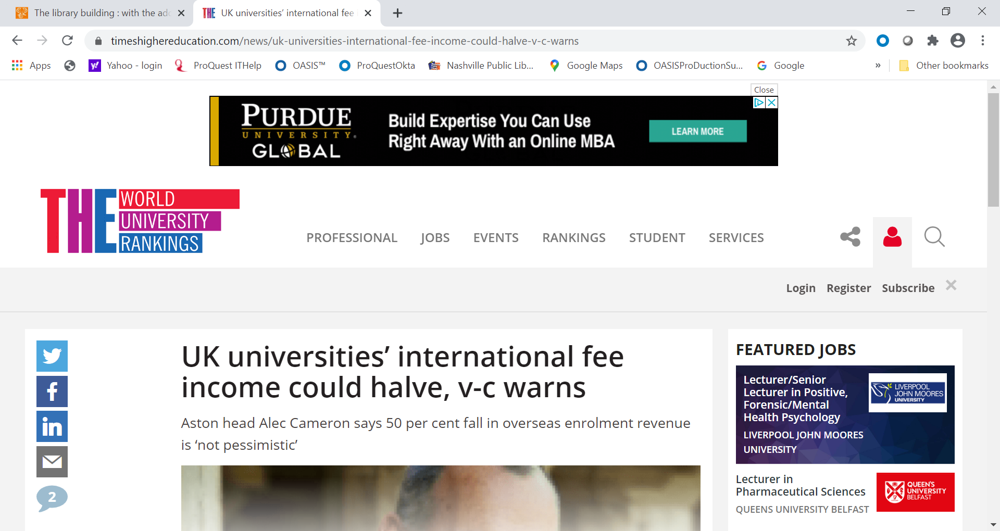 The library building : with the add
UK universities’ international fee
timeshighereducation.com/news/uk-universities-international-fee-income-could-halve-v-c-warns
Apps
Yahoo - login
ProQuest ITHelp
OASIS™
ProQuestOkta
Nashville Public Lib...
Google Maps
OASISProDuctionSu...
Google
»
Other bookmarks
Close
PURDUE
UNIVERSITY®
GLOBAL
Build Expertise You Can Use
Right Away With an Online MBA
LEARN MORE
THE
WORLD
UNIVERSITY
RANKINGS
PROFESSIONAL JOBS EVENTS RANKINGS STUDENT SERVICES
Login Register Subscribe
UK universities’ international fee
income could halve, v-c warns
Aston head Alec Cameron says 50 per cent fall in overseas enrolment revenue
is ‘not pessimistic’
2
FEATURED JOBS
Lecturer/Senior
Lecturer in Positive,
Forensic/Mental
Health Psychology
LIVERPOOL JOHN MOORES
UNIVERSITY
LIVERPOOL
JOHN MOORES
UNIVERSITY
Lecturer in
Pharmaceutical Sciences
QUEENS UNIVERSITY BELFAST
QUEEN'S
UNIVERSITY
BELFAST